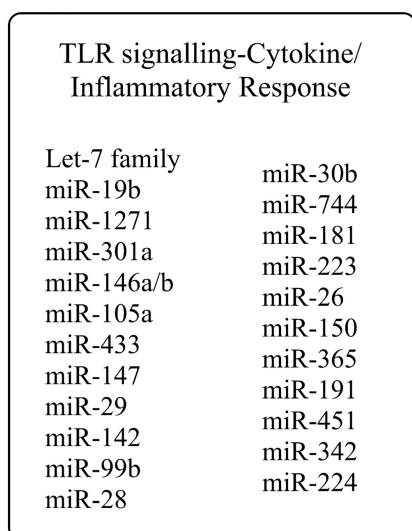 TLR signalling-Cytokine/
Inflammatory Response
Let-7 family
miR-19b
miR-1271
miR-301a
miR-146a/b
miR-105a
miR-433
miR-147
miR-29
miR-142
miR-99b
miR-28
miR-30b
miR-744
miR-181
miR-223
miR-26
miR-150
miR-365
miR-191
miR-451
miR-342
miR-224